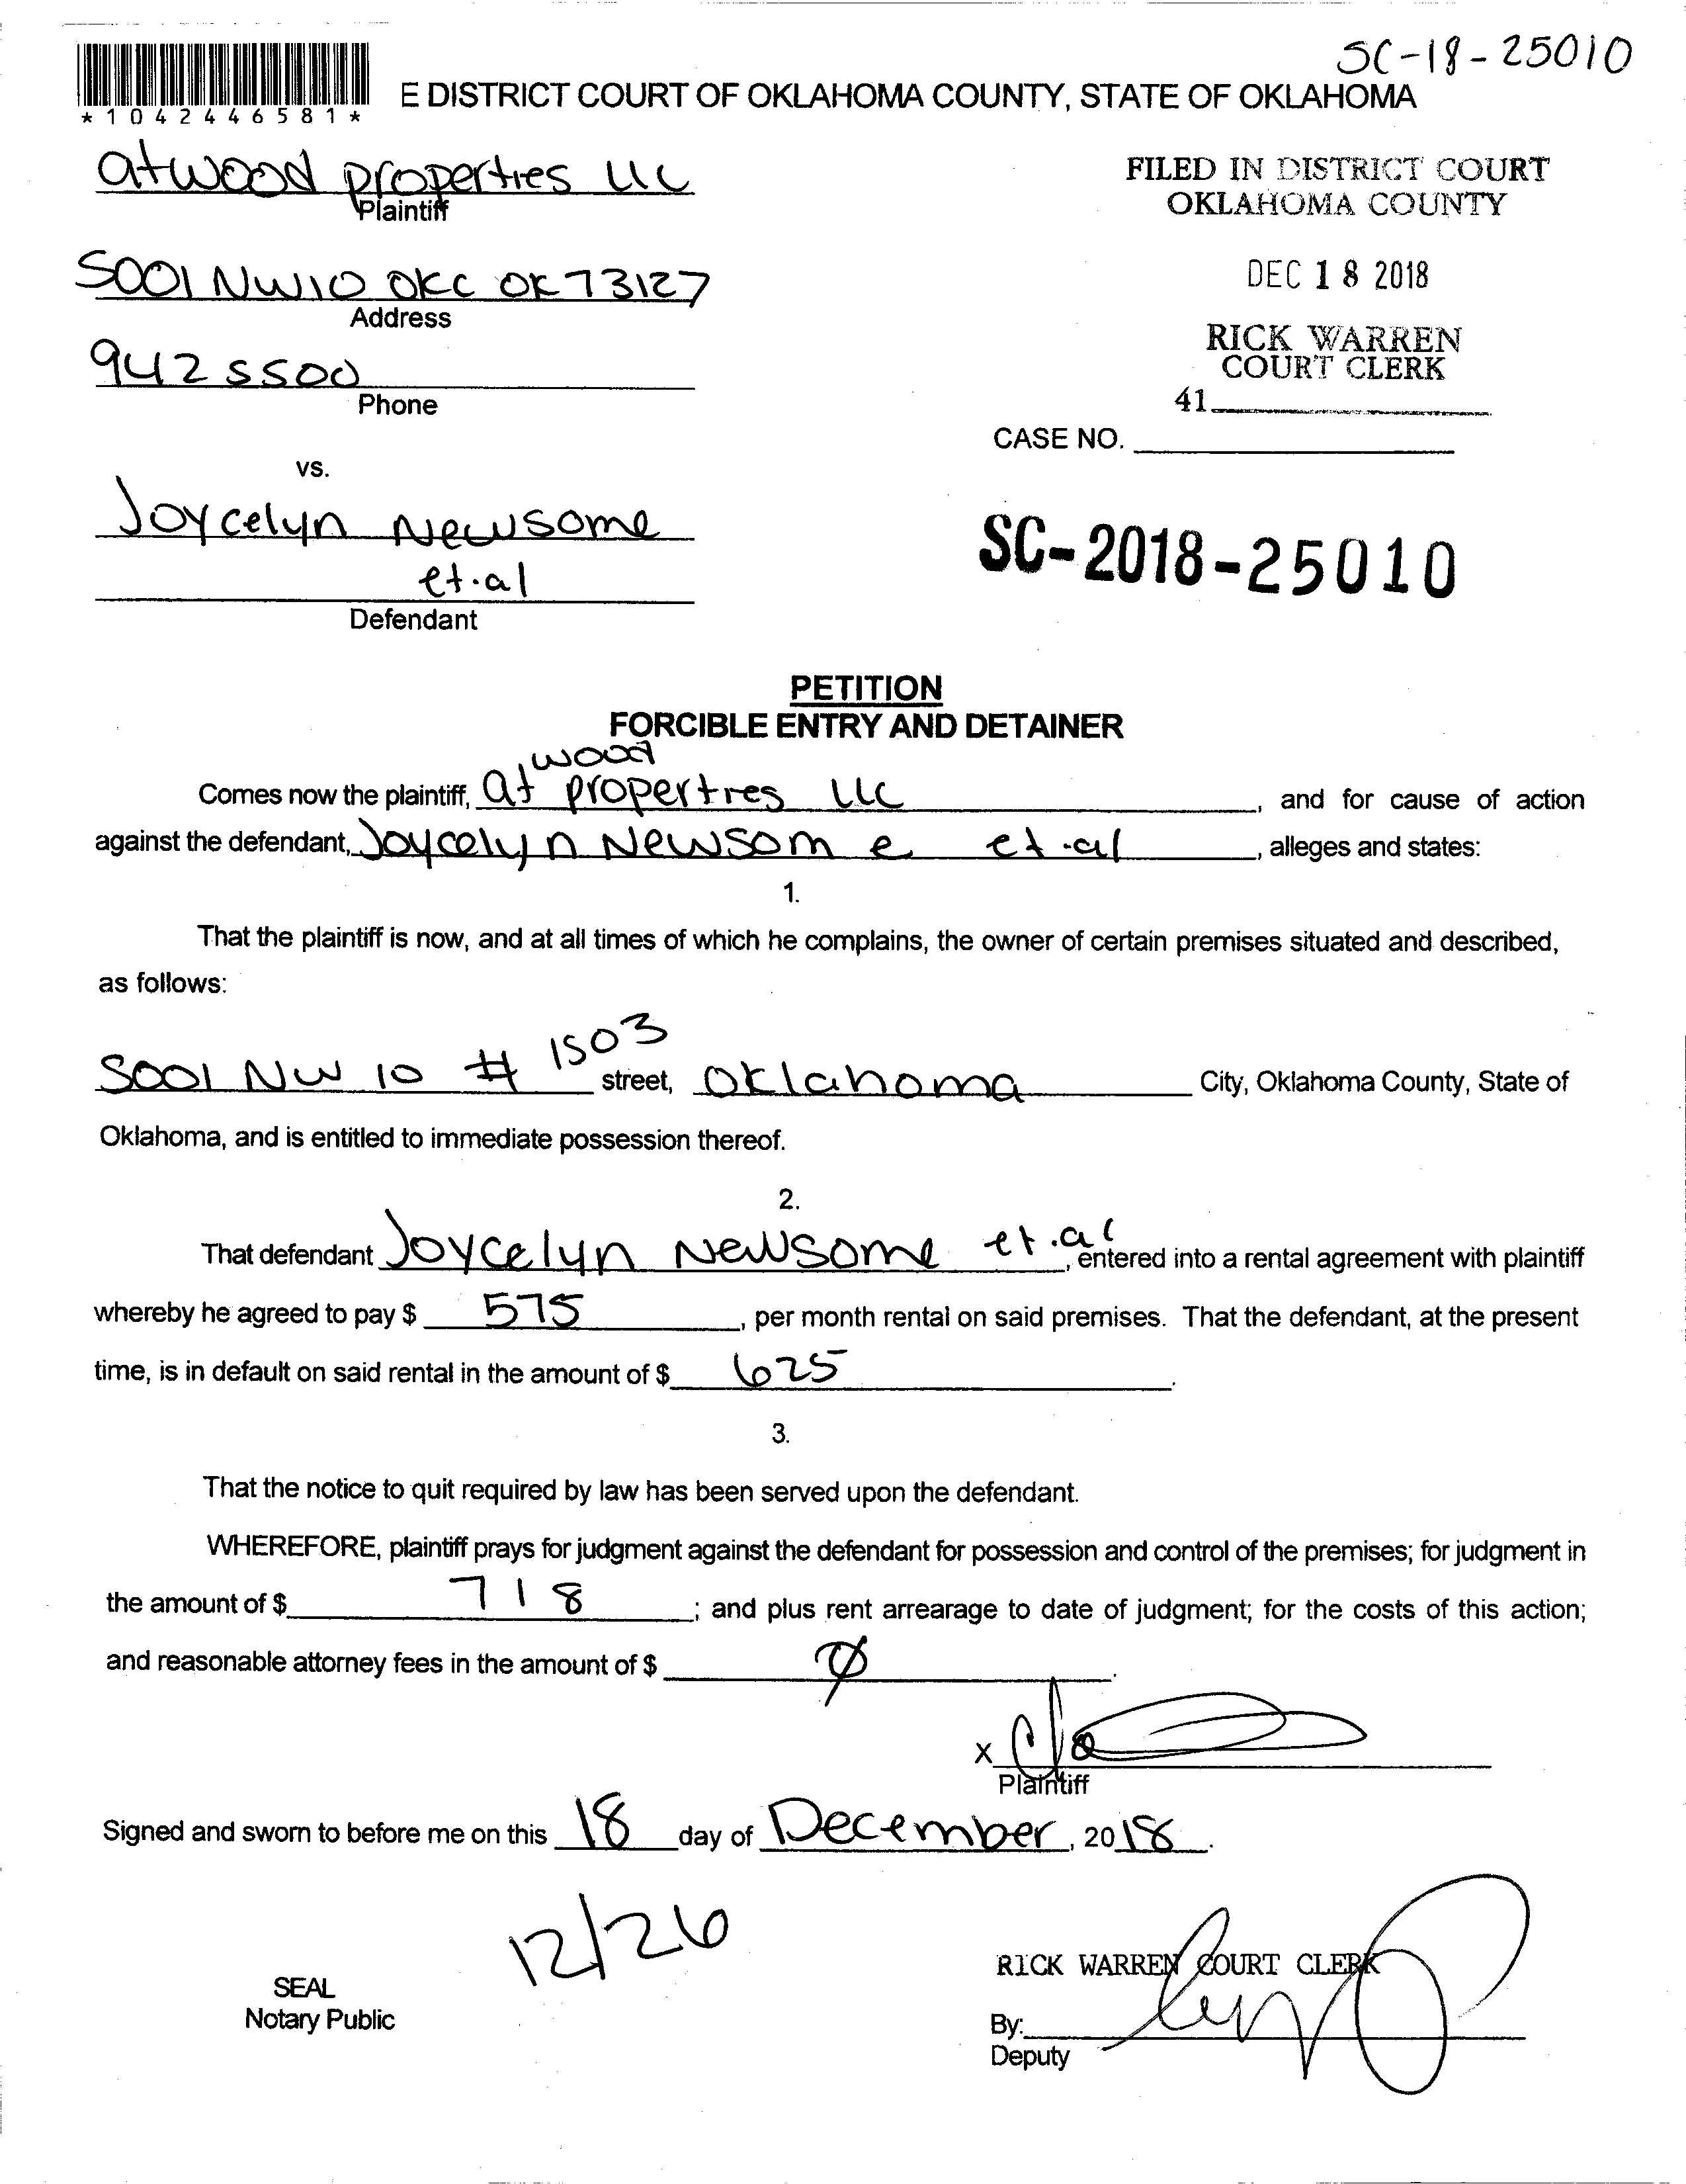 SC-18-25010
*1042446581*
E DISTRICT COURT OF OKLAHOMA COUNTY, STATE OF OKLAHOMA
atwood properties llc
Plaintiff
FILED IN DISTRICT COURT
OKLAHOMA COUNTY
5001 NW10 OKC OK 73127
Address
DEC 18 2018
942 5500
Phone
RICK WARREN
COURT CLERK
41
CASE NO.
vs.
Joycelyn Newsome
et.al
Defendant
SC-2018-25010
PETITION
FORCIBLE ENTRY AND DETAINER
Comes now the plaintiff, atwood properties llc, and for cause of action
against the defendant, Joycelyn Newsome et.al, alleges and states:
1.
That the plaintiff is now, and at all times of which he complains, the owner of certain premises situated and described,
as follows:
5001 NW 10 # 1503 street, Oklahoma City, Oklahoma County, State of
Oklahoma, and is entitled to immediate possession thereof.
2.
That defendant Joycelyn Newsome et.al, entered into a rental agreement with plaintiff
whereby he agreed to pay $ 575, per month rental on said premises. That the defendant, at the present
time, is in default on said rental in the amount of $ 625.
3.
That the notice to quit required by law has been served upon the defendant.
WHEREFORE, plaintiff prays for judgment against the defendant for possession and control of the premises; for judgment in
the amount of $ 718; and plus rent arrearage to date of judgment; for the costs of this action;
and reasonable attorney fees in the amount of $ Ø.
X
Plaintiff
Signed and sworn to before me on this 18 day of December, 2018.
12/26
SEAL
Notary Public
RICK WARREN COURT CLERK
By:
Deputy